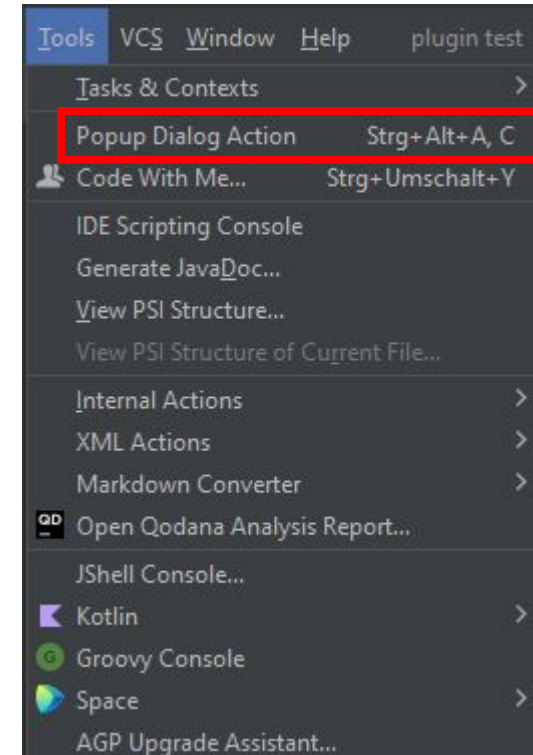 Tools VCS Window Help plugin test
Tasks & Contexts
Popup Dialog Action Strg+Alt+A, C
Code With Me... Strg+Umschalt+Y
IDE Scripting Console
Generate JavaDoc...
View PSI Structure...
View PSI Structure of Current File...
Internal Actions
XML Actions
Markdown Converter
QD Open Qodana Analysis Report...
JShell Console...
Kotlin
G Groovy Console
Space
AGP Upgrade Assistant...